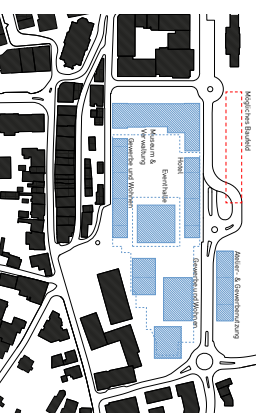 Mögliches Baufeld
Museum &
Verwaltung
Gewerbe und Wohnen
Hotel
Eventhalle
Gewerbe und Wohnen
Atelier- & Gewerbenutzung